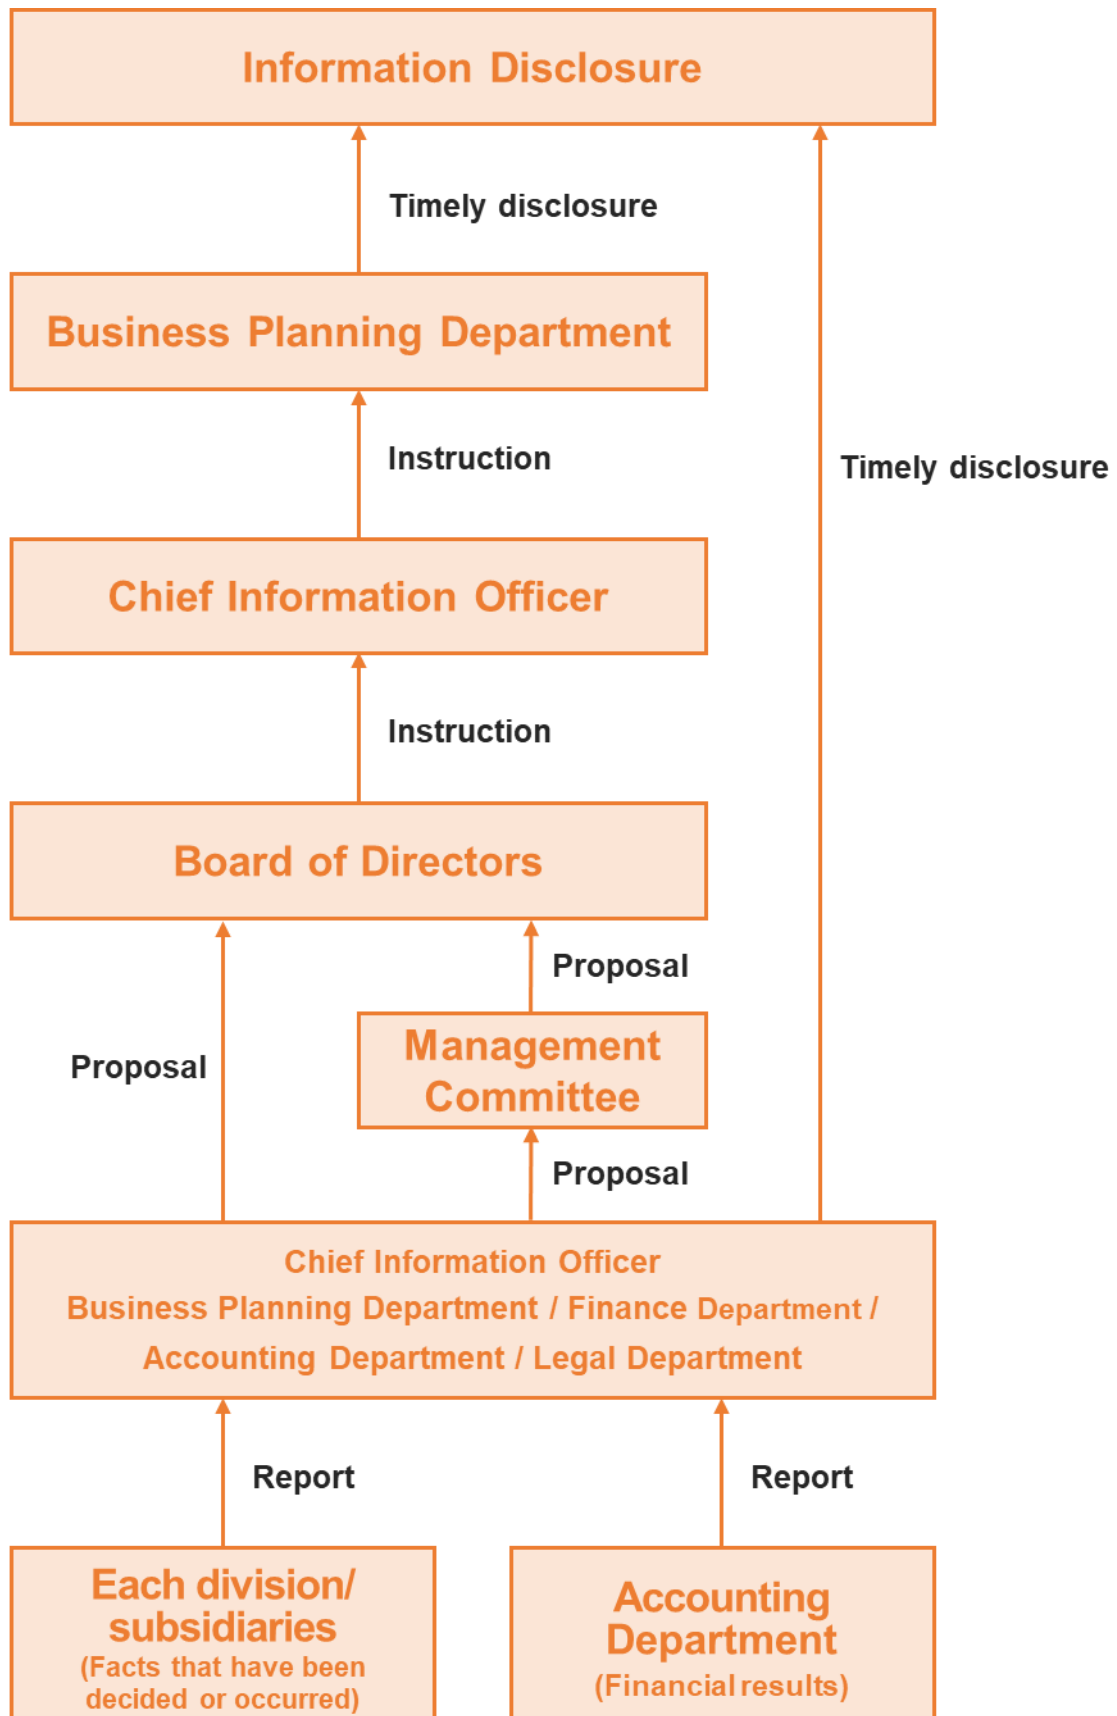 Information Disclosure
Timely disclosure
Business Planning Department
Instruction
Timely disclosure
Chief Information Officer
Instruction
Board of Directors
Proposal
Management
Committee
Proposal
Proposal
Chief Information Officer
Business Planning Department / Finance Department /
Accounting Department / Legal Department
Report
Report
Each division/
subsidiaries
(Facts that have been
decided or occurred)
Accounting
Department
(Financial results)